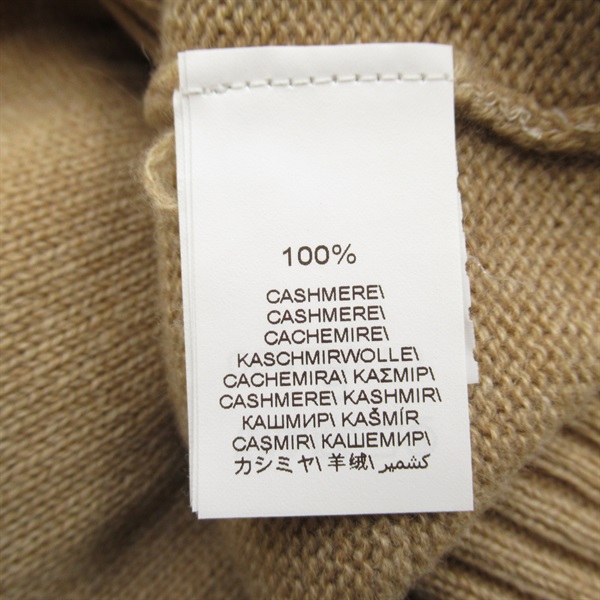 100%
CASHMERE\
CASHMERE\
CACHEMIRE\
KASCHMIRWOLLE\
CACHEMIRA\ ΚΑΣΜΙΡ\
CASHMERE\ KASHMIR\
КАШМИР\ KAŠMÍR
CAŞMIR\ КАШЕМИР\
カシミヤ\ 羊绒\ كشمير